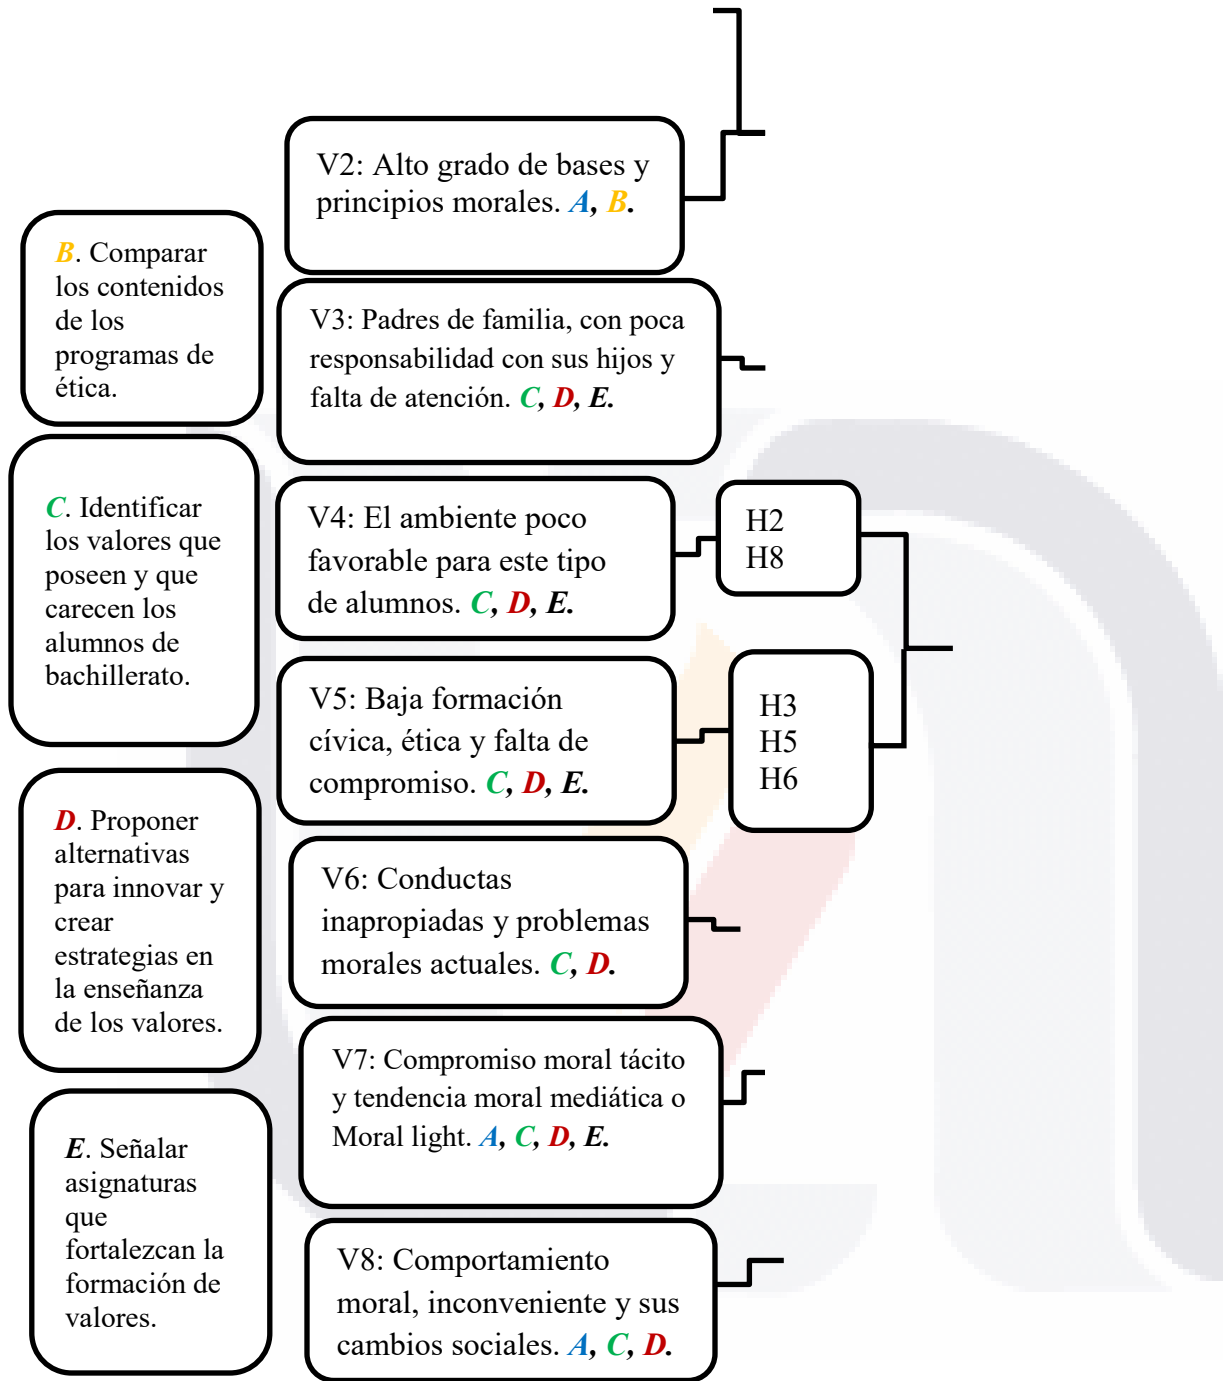 B. Comparar
los contenidos
de los
programas de
ética.
C. Identificar
los valores que
poseen y que
carecen los
alumnos de
bachillerato.
D. Proponer
alternativas
para innovar y
crear
estrategias en
la enseñanza
de los valores.
E. Señalar
asignaturas
que
fortalezcan la
formación de
valores.
V2: Alto grado de bases y
principios morales. A, B.
V3: Padres de familia, con poca
responsabilidad con sus hijos y
falta de atención. C, D, E.
V4: El ambiente poco
favorable para este tipo
de alumnos. C, D, E.
V5: Baja formación
cívica, ética y falta de
compromiso. C, D, E.
V6: Conductas
inapropiadas y problemas
morales actuales. C, D.
V7: Compromiso moral tácito
y tendencia moral mediática o
Moral light. A, C, D, E.
V8: Comportamiento
moral, inconveniente y sus
cambios sociales. A, C, D.
H2
H8
H3
H5
H6